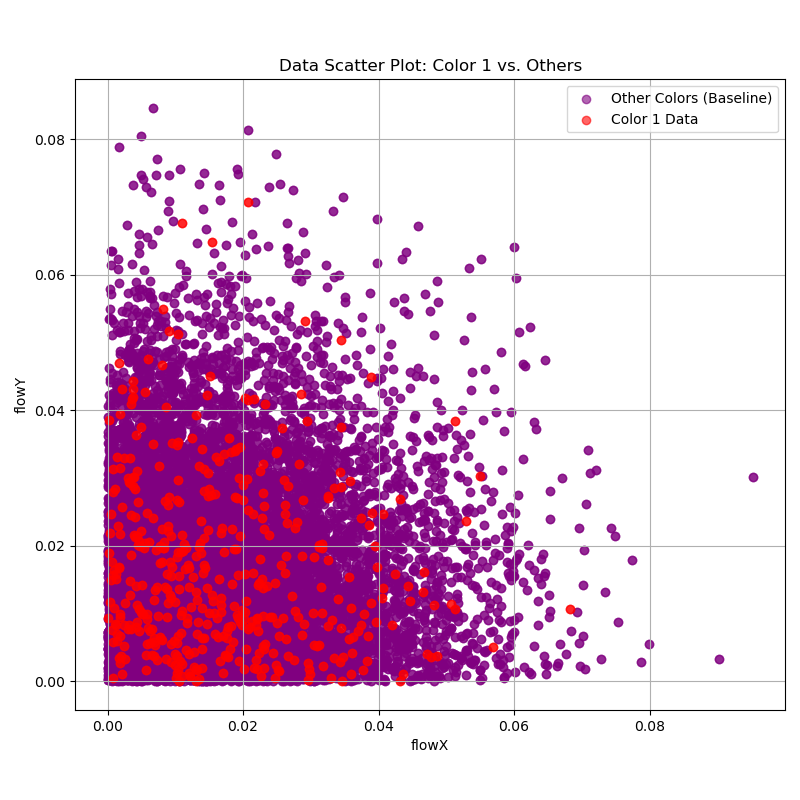 Data Scatter Plot: Color 1 vs. Others
Other Colors (Baseline)
Color 1 Data
flowY
0.08
0.06
0.04
0.02
0.00
0.00 0.02 0.04 0.06 0.08
flowX